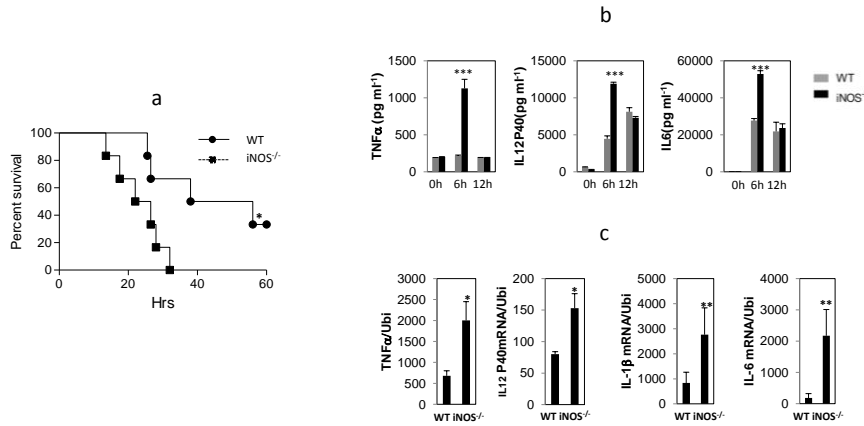 b
a
100
80
60
40
20
0
Percent survival
0 20 40 60
Hrs
WT
iNOS-/-
*
TNFα (pg ml-1)
1500
1000
500
0
***
0h 6h 12h
IL12P40(pg ml-1)
15000
10000
5000
0
***
0h 6h 12h
IL6(pg ml-1)
60000
40000
20000
0
***
0h 6h 12h
WT
iNOS-
c
TNFα/Ubi
3000
2500
2000
1500
1000
500
0
*
WT iNOS-/-
IL12 P40mRNA/Ubi
200
150
100
50
0
*
WT iNOS-/-
IL-1β mRNA/Ubi
5000
4000
3000
2000
1000
0
**
WT iNOS-/-
IL-6 mRNA/Ubi
4000
3000
2000
1000
0
**
WT iNOS-/-